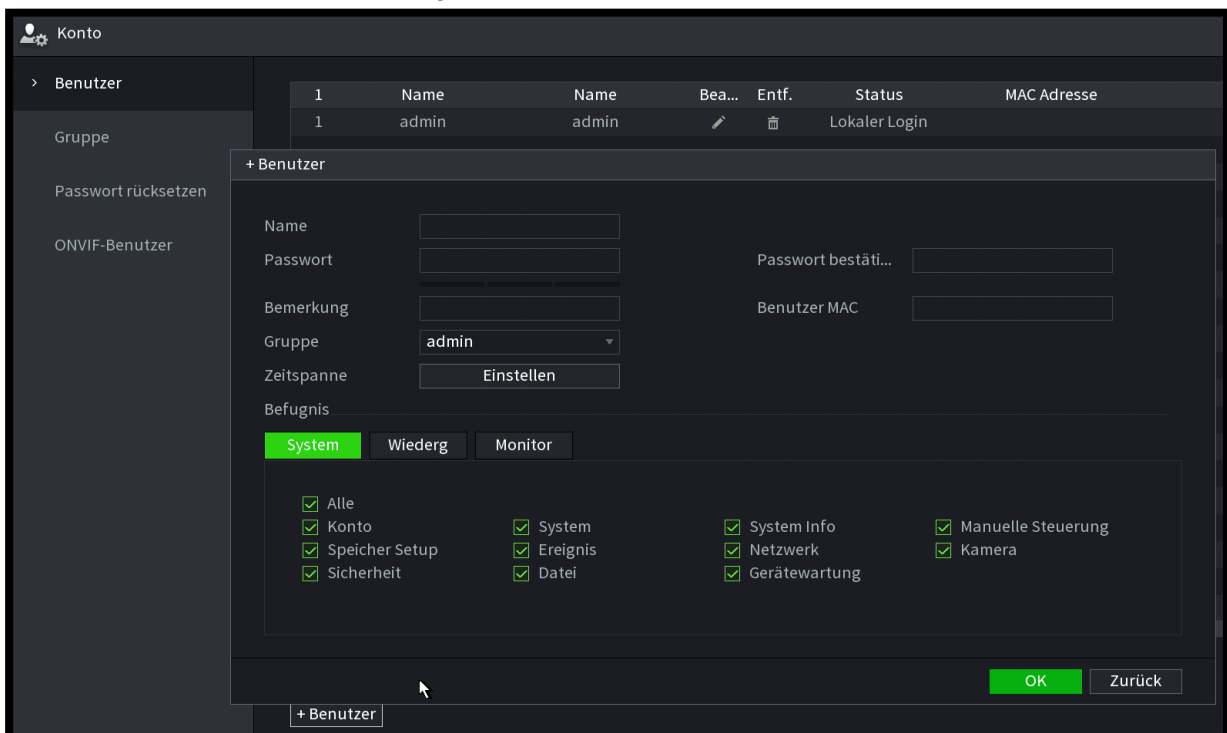 Konto
Benutzer
Gruppe
Passwort rücksetzen
ONVIF-Benutzer
1 Name Name Bea... Entf. Status MAC Adresse
1 admin admin Lokaler Login
+ Benutzer
Name
Passwort Passwort bestäti...
Bemerkung Benutzer MAC
Gruppe admin
Zeitspanne Einstellen
Befugnis
System Wiederg Monitor
Alle
Konto System System Info Manuelle Steuerung
Speicher Setup Ereignis Netzwerk Kamera
Sicherheit Datei Gerätewartung
OK Zurück
+ Benutzer